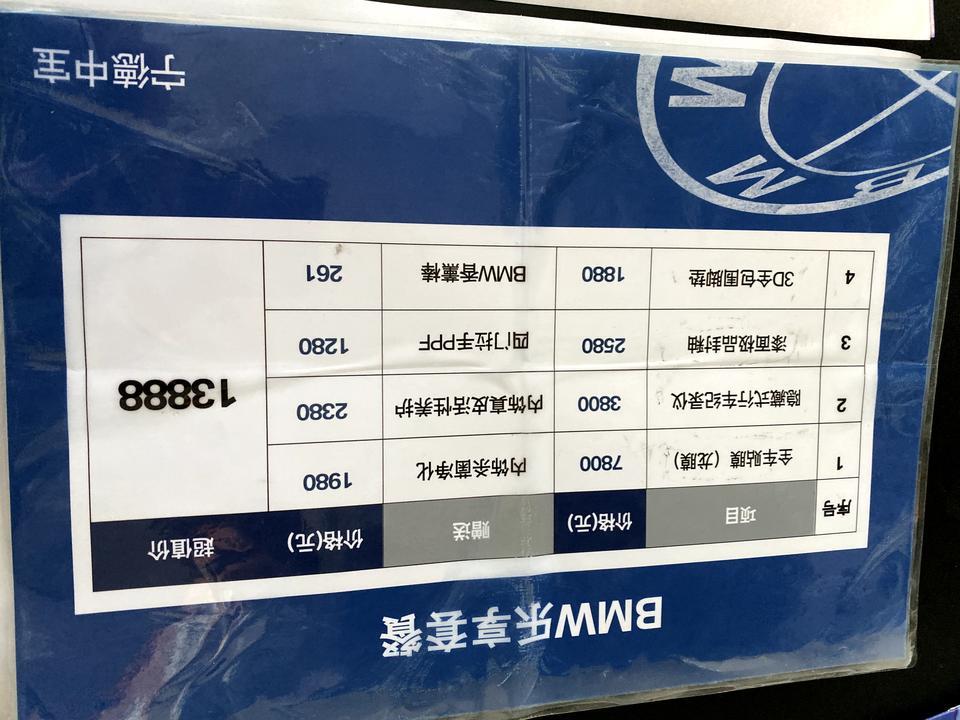 BMW乐享套餐
序号 项目 价格(元) 赠送 价格(元) 超值价
1 全车贴膜（龙膜） 7800 内饰杀菌净化 1980
2 隐藏式行车纪录仪 3800 内饰真皮活性养护 2380
3 漆面极品封釉 2580 四门拉手PPF 1280
4 3D全包围脚垫 1880 BMW香薰棒 261
13888
BMW
宁德中宝